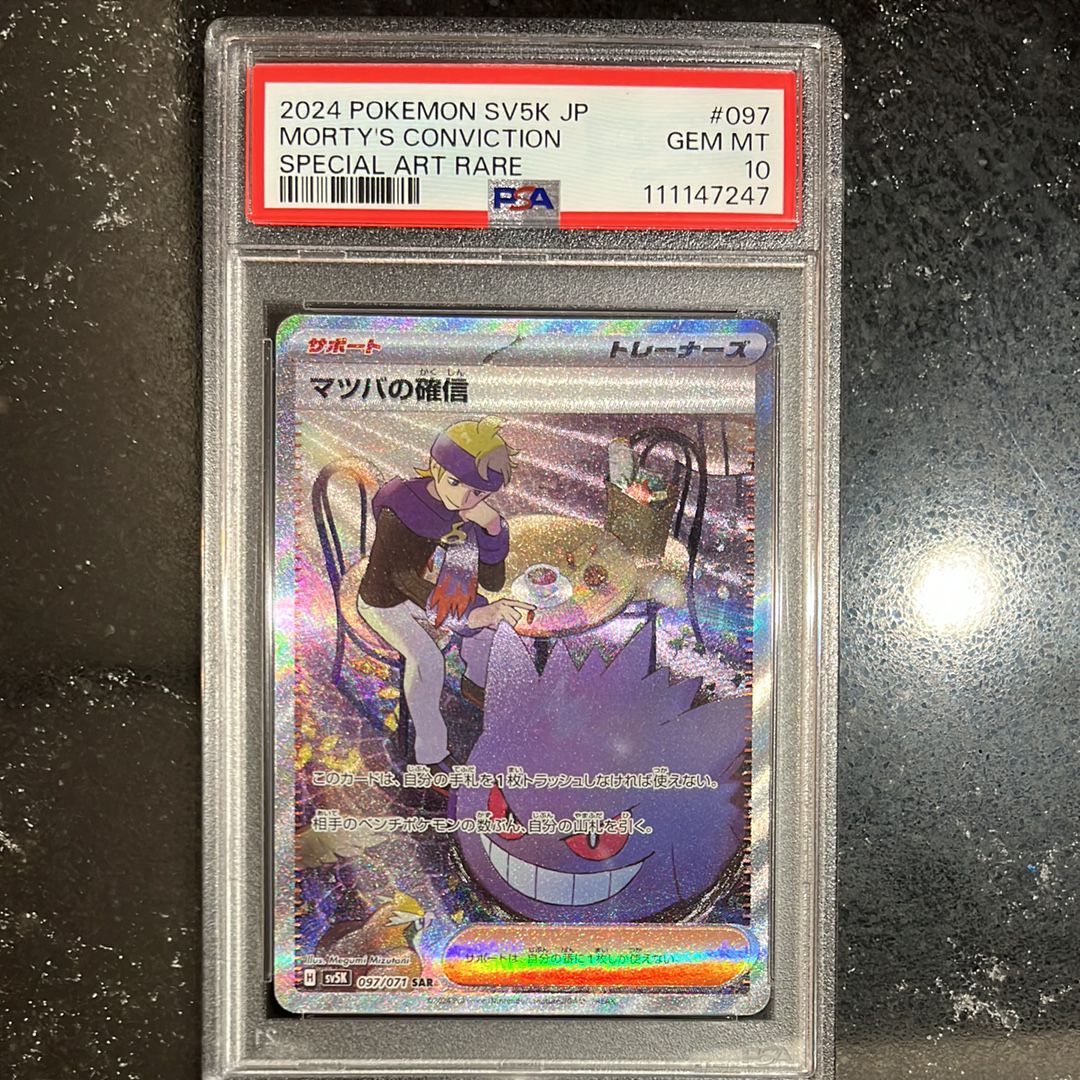 2024 POKEMON SV5K JP #097
MORTY'S CONVICTION GEM MT
SPECIAL ART RARE 10
PSA 111147247
サポート トレーナーズ
かくしん
マツバの確信
このカードは、自分の手札を1枚トラッシュしなければ使えない。
相手のベンチポケモンの数ぶん、自分の山札を引く。
サポートは、自分の番に1枚しか使えない。
Illus. Megumi Mizutani
H sv5K 097/071 SAR